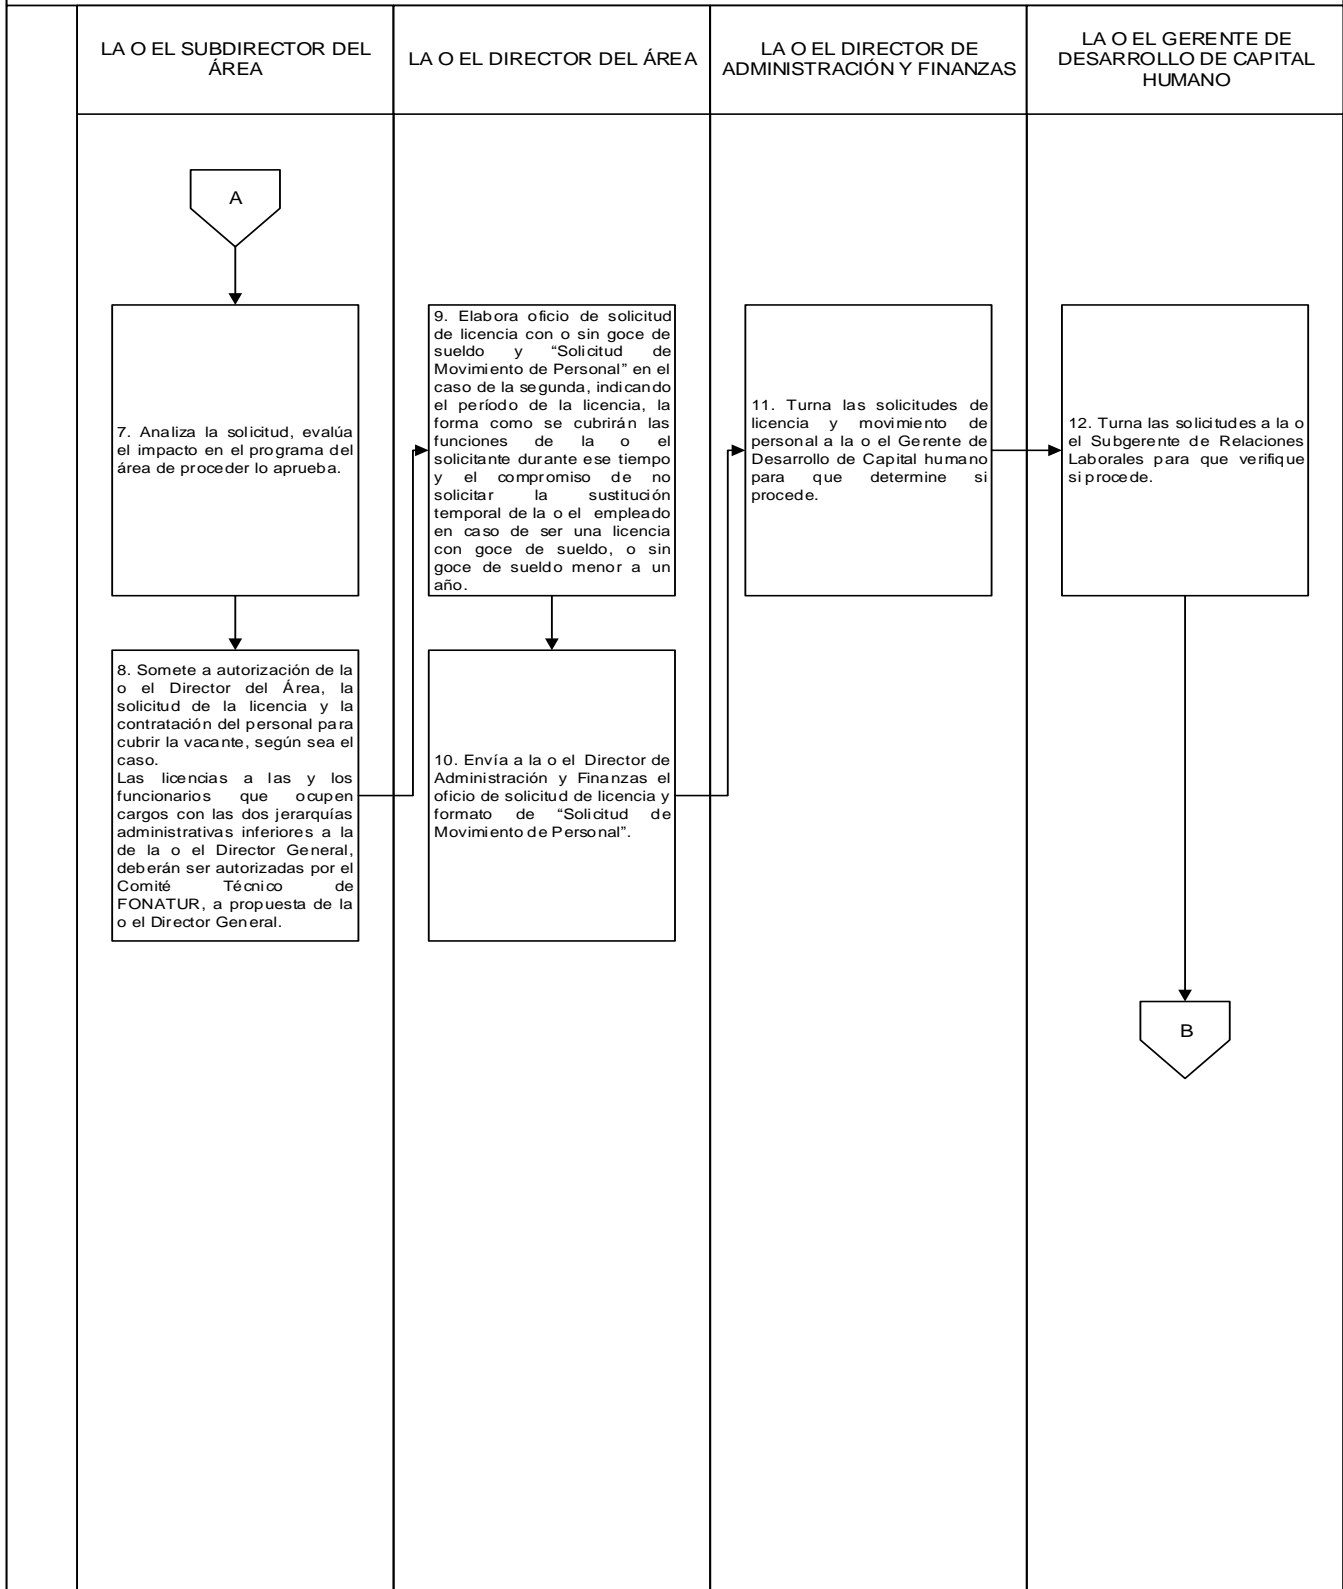 LA O EL SUBDIRECTOR DEL
ÁREA
LA O EL DIRECTOR DEL ÁREA
LA O EL DIRECTOR DE
ADMINISTRACIÓN Y FINANZAS
LA O EL GERENTE DE
DESARROLLO DE CAPITAL
HUMANO
A
7. Analiza la solicitud, evalúa
el impacto en el programa del
área de proceder lo aprueba.
8. Somete a autorización de la
o el Director del Área, la
solicitud de la licencia y la
contratación del personal para
cubrir la vacante, según sea el
caso.
Las licencias a las y los
funcionarios que ocupen
cargos con las dos jerarquías
administrativas inferiores a la
de la o el Director General,
deberán ser autorizadas por el
Comité Técnico de
FONATUR, a propuesta de la
o el Director General.
9. Elabora oficio de solicitud
de licencia con o sin goce de
sueldo y “Solicitud de
Movimiento de Personal” en el
caso de la segunda, indicando
el período de la licencia, la
forma como se cubrirán las
funciones de la o el
solicitante durante ese tiempo
y el compromiso de no
solicitar la sustitución
temporal de la o el empleado
en caso de ser una licencia
con goce de sueldo, o sin
goce de sueldo menor a un
año.
10. Envía a la o el Director de
Administración y Finanzas el
oficio de solicitud de licencia y
formato de “Solicitud de
Movimiento de Personal”.
11. Turna las solicitudes de
licencia y movimiento de
personal a la o el Gerente de
Desarrollo de Capital humano
para que determine si
procede.
12. Turna las solicitudes a la o
el Subgerente de Relaciones
Laborales para que verifique
si procede.
B